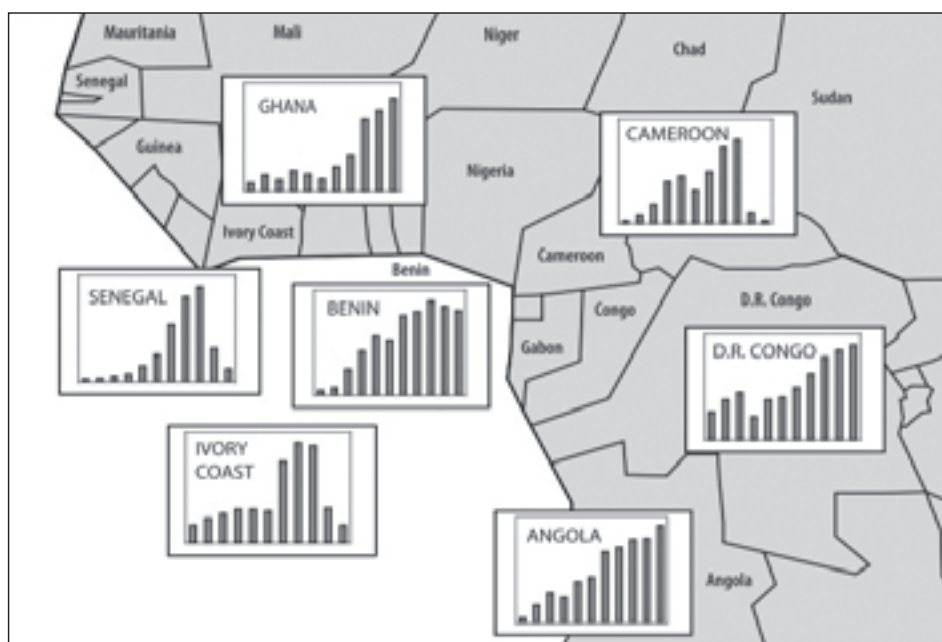 Mauritania
Mali
Niger
Chad
Senegal
Sudan
GHANA
CAMEROON
Guinea
Nigeria
Ivory Coast
Cameroon
Benin
SENEGAL
BENIN
Congo
D.R. Congo
Gabon
D.R. CONGO
IVORY
COAST
ANGOLA
Angola